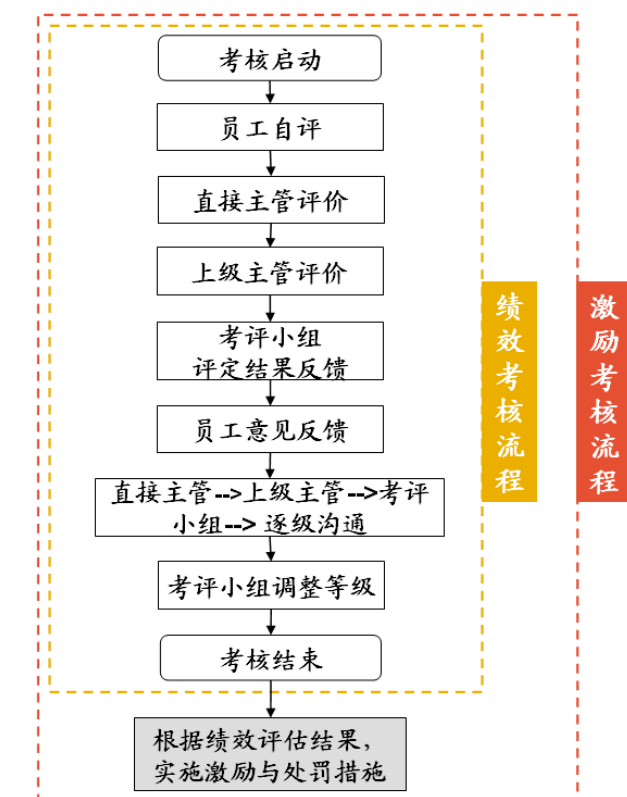 考核启动
员工自评
直接主管评价
上级主管评价
考评小组
评定结果反馈
员工意见反馈
直接主管-->上级主管-->考评
小组--> 逐级沟通
考评小组调整等级
考核结束
根据绩效评估结果，
实施激励与处罚措施
绩效考核流程
激励考核流程